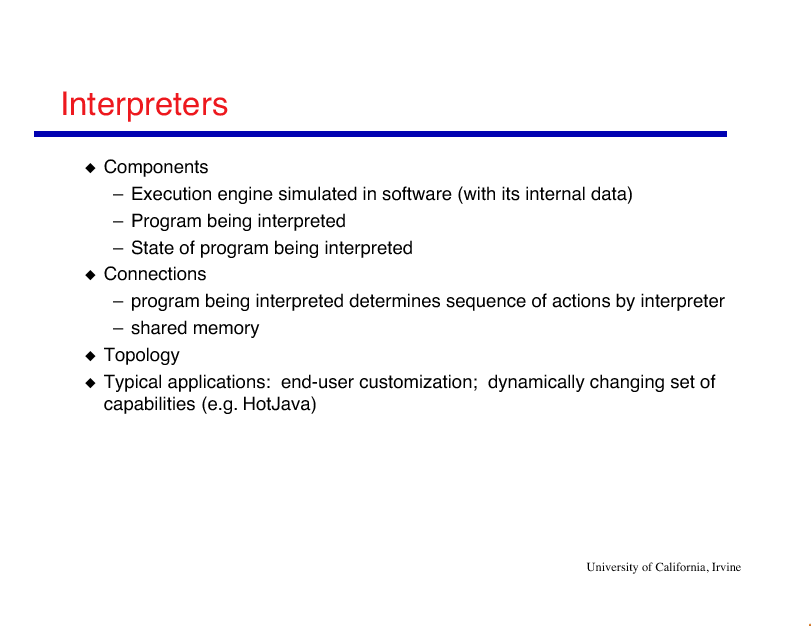 Interpreters
◆ Components
– Execution engine simulated in software (with its internal data)
– Program being interpreted
– State of program being interpreted
◆ Connections
– program being interpreted determines sequence of actions by interpreter
– shared memory
◆ Topology
◆ Typical applications:  end-user customization;  dynamically changing set of
capabilities (e.g. HotJava)
University of California, Irvine